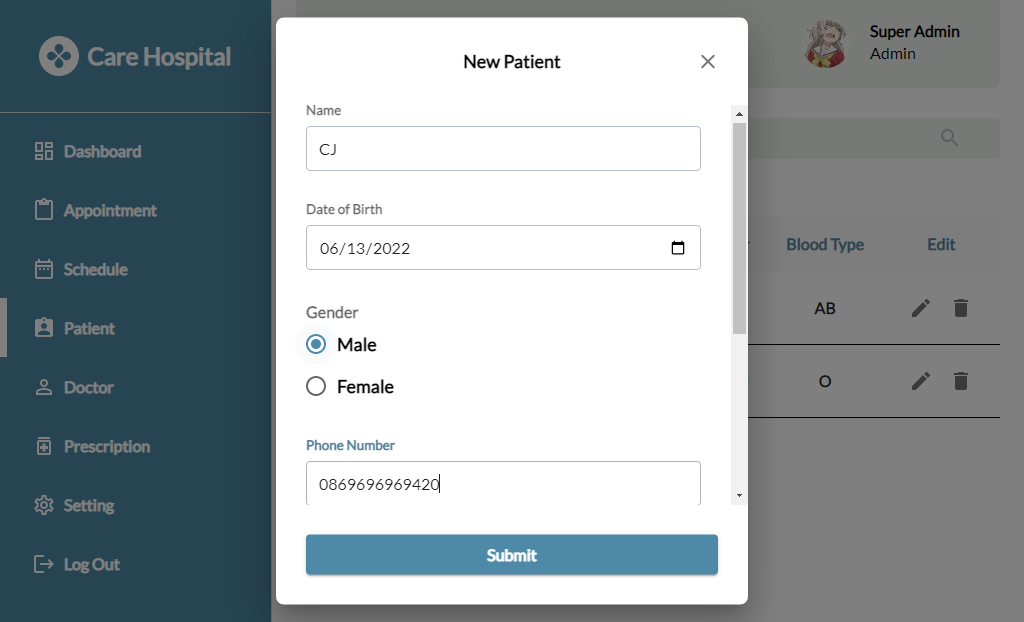 Care Hospital
Dashboard
Appointment
Schedule
Patient
Doctor
Prescription
Setting
Log Out
New Patient
Name
CJ
Date of Birth
06/13/2022
Gender
Male
Female
Phone Number
0869696969420
Submit
Super Admin
Admin
Blood Type Edit
AB
O